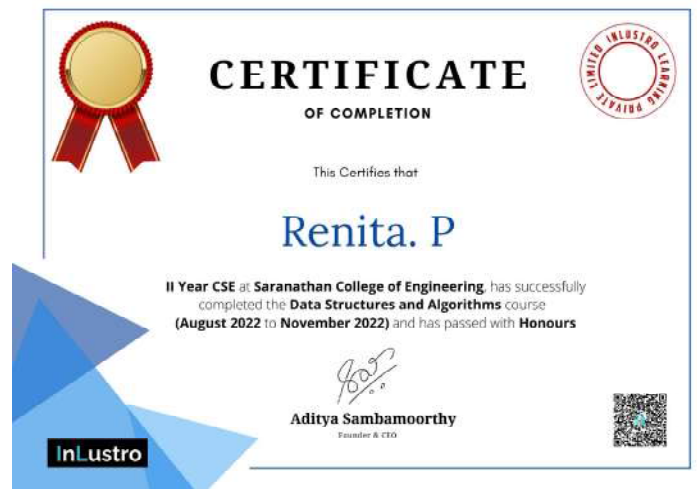 CERTIFICATE
OF COMPLETION
INLUSTRO LEARNING PRIVATE LIMITED
This Certifies that
Renita. P
II Year CSE at Saranathan College of Engineering, has successfully
completed the Data Structures and Algorithms course
(August 2022 to November 2022) and has passed with Honours
Aditya Sambamoorthy
Founder & CEO
InLustro